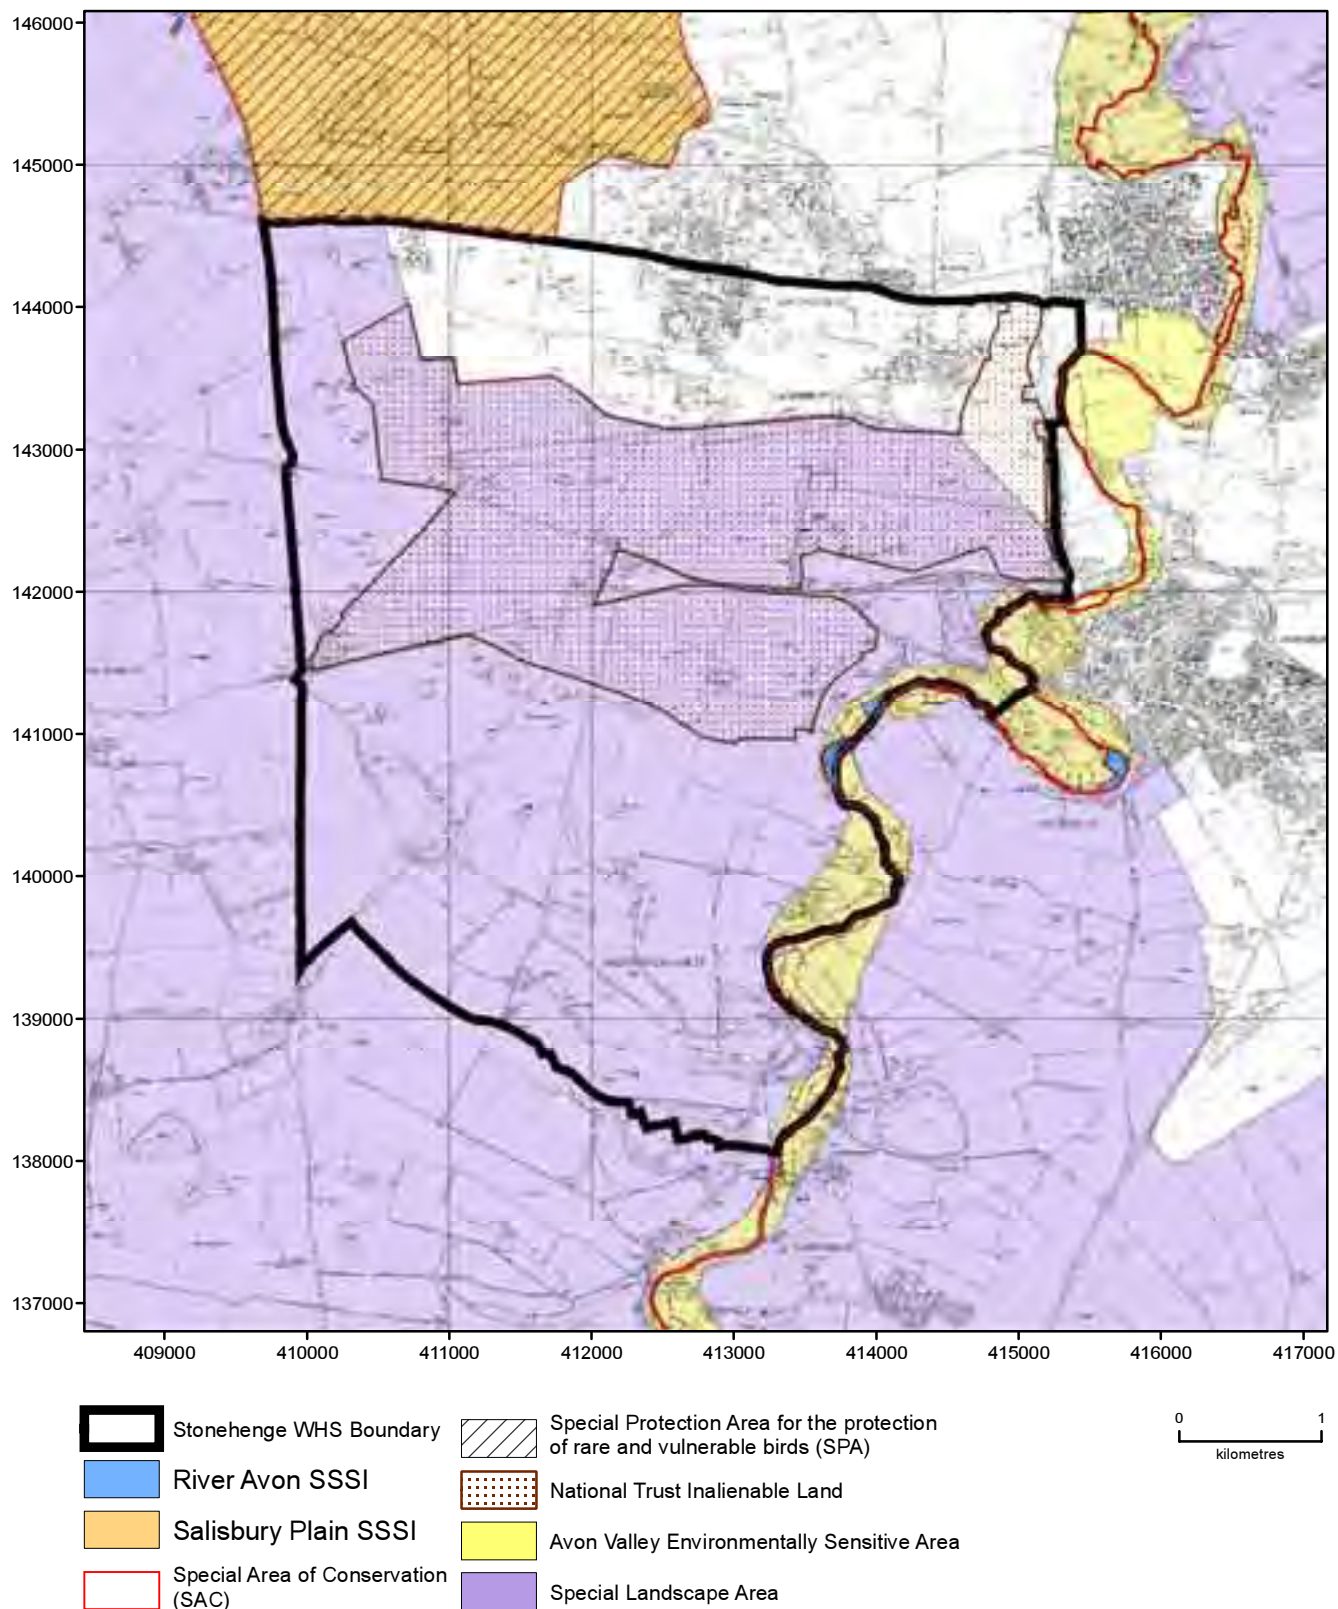 146000
145000
144000
143000
142000
141000
140000
139000
138000
137000
409000 410000 411000 412000 413000 414000 415000 416000 417000
Stonehenge WHS Boundary
River Avon SSSI
Salisbury Plain SSSI
Special Area of Conservation
(SAC)
Special Protection Area for the protection
of rare and vulnerable birds (SPA)
National Trust Inalienable Land
Avon Valley Environmentally Sensitive Area
Special Landscape Area
0 1
kilometres